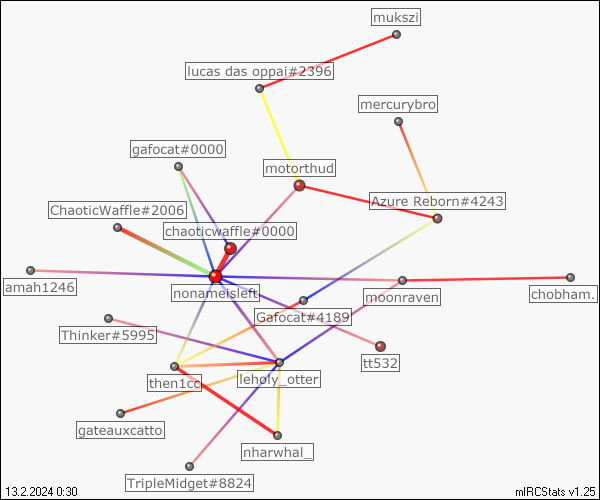 mukszi
lucas das oppai#2396
mercurybro
gafocat#0000
motorthud
Azure Reborn#4243
ChaoticWaffle#2006
chaoticwaffle#0000
amah1246
nonameisleft
moonraven
chobham.
Gafocat#4189
Thinker#5995
tt532
then1cc
leholy_otter
gateauxcatto
nharwhal_
TripleMidget#8824
13.2.2024 0:30
mIRCStats v1.25